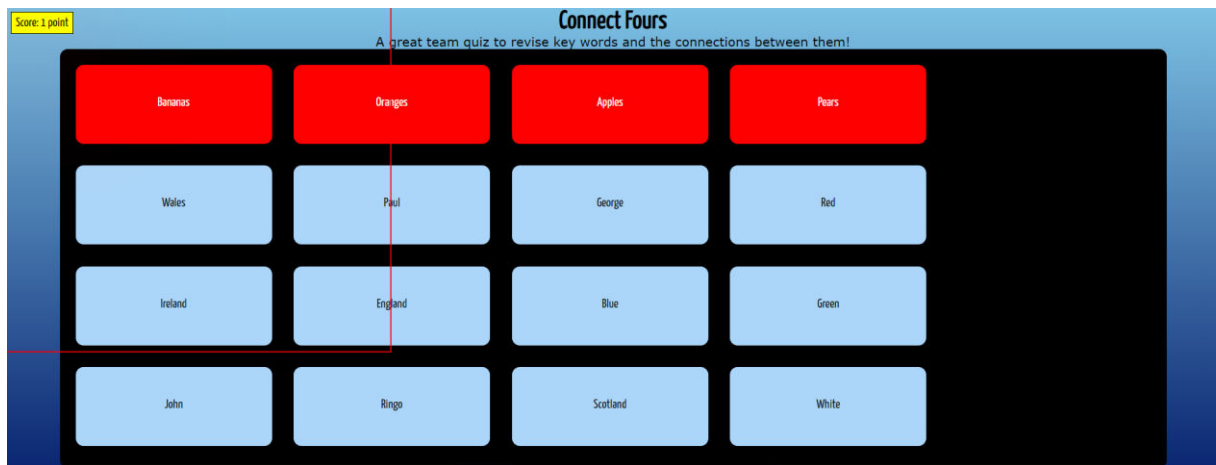 Score: 1 point
Connect Fours
A great team quiz to revise key words and the connections between them!
Bananas Oranges Apples Pears
Wales Paul George Red
Ireland England Blue Green
John Ringo Scotland White